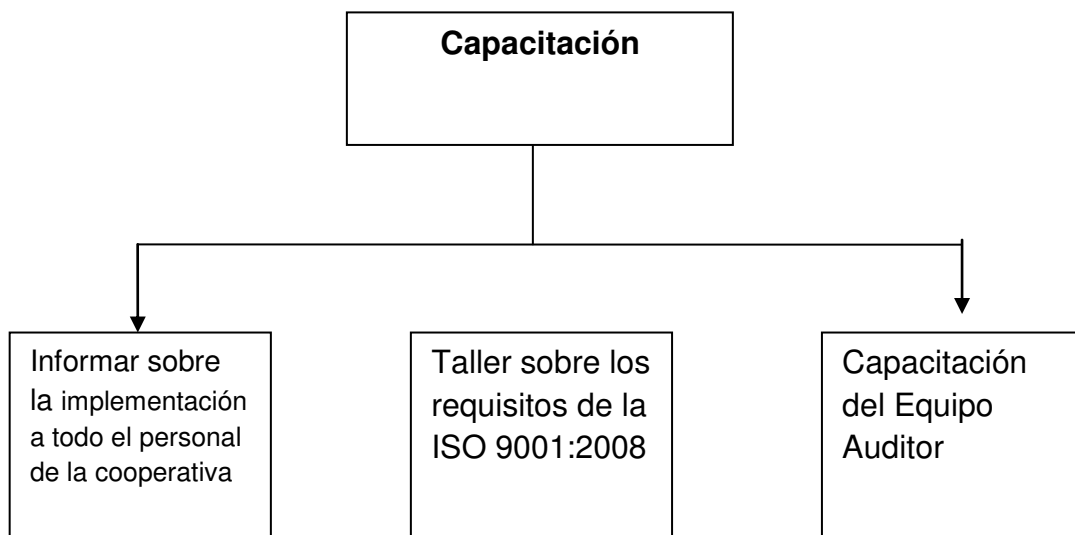 Capacitación
Informar sobre
la implementación
a todo el personal
de la cooperativa
Taller sobre los
requisitos de la
ISO 9001:2008
Capacitación
del Equipo
Auditor